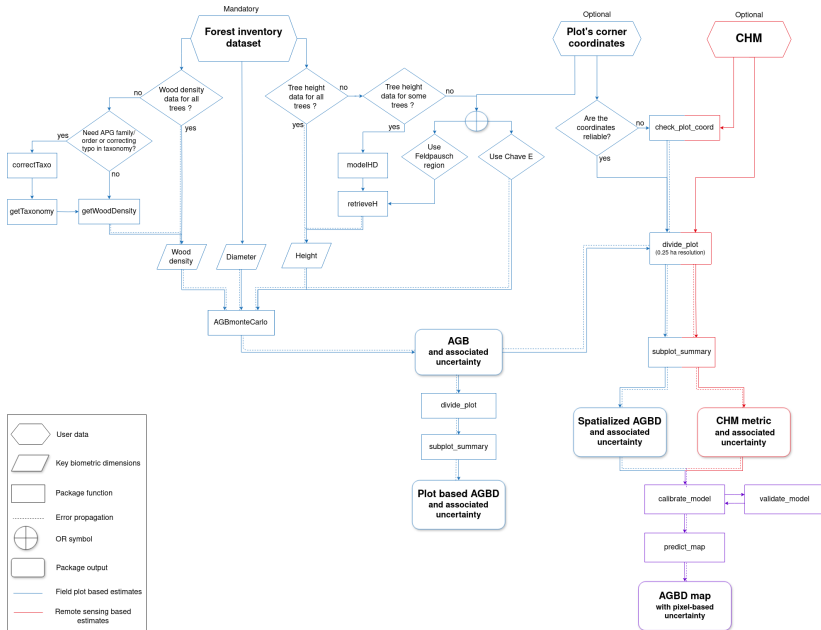 Mandatory
Forest inventory
dataset
Optional
Plot's corner
coordinates
Optional
CHM
Wood density
data for all
trees ?
no
yes
Tree height
data for all
trees ?
no
yes
Tree height
data for some
trees ?
no
yes
Are the
coordinates
reliable?
no
yes
check_plot_coord
Need APG family/
order or correcting
typo in taxonomy?
yes
no
correctTaxo
getTaxonomy
getWoodDensity
modelHD
retrieveH
Use
Feldpausch
region
Use Chave E
Wood
density
Diameter
Height
divide_plot
(0.25 ha resolution)
AGBmonteCarlo
AGB
and associated
uncertainty
subplot_summary
divide_plot
subplot_summary
Plot based AGBD
and associated
uncertainty
Spatialized AGBD
and associated
uncertainty
CHM metric
and associated
uncertainty
calibrate_model
validate_model
predict_map
AGBD map
with pixel-based
uncertainty
User data
Key biometric dimensions
Package function
Error propagation
OR symbol
Package output
Field plot based estimates
Remote sensing based
estimates